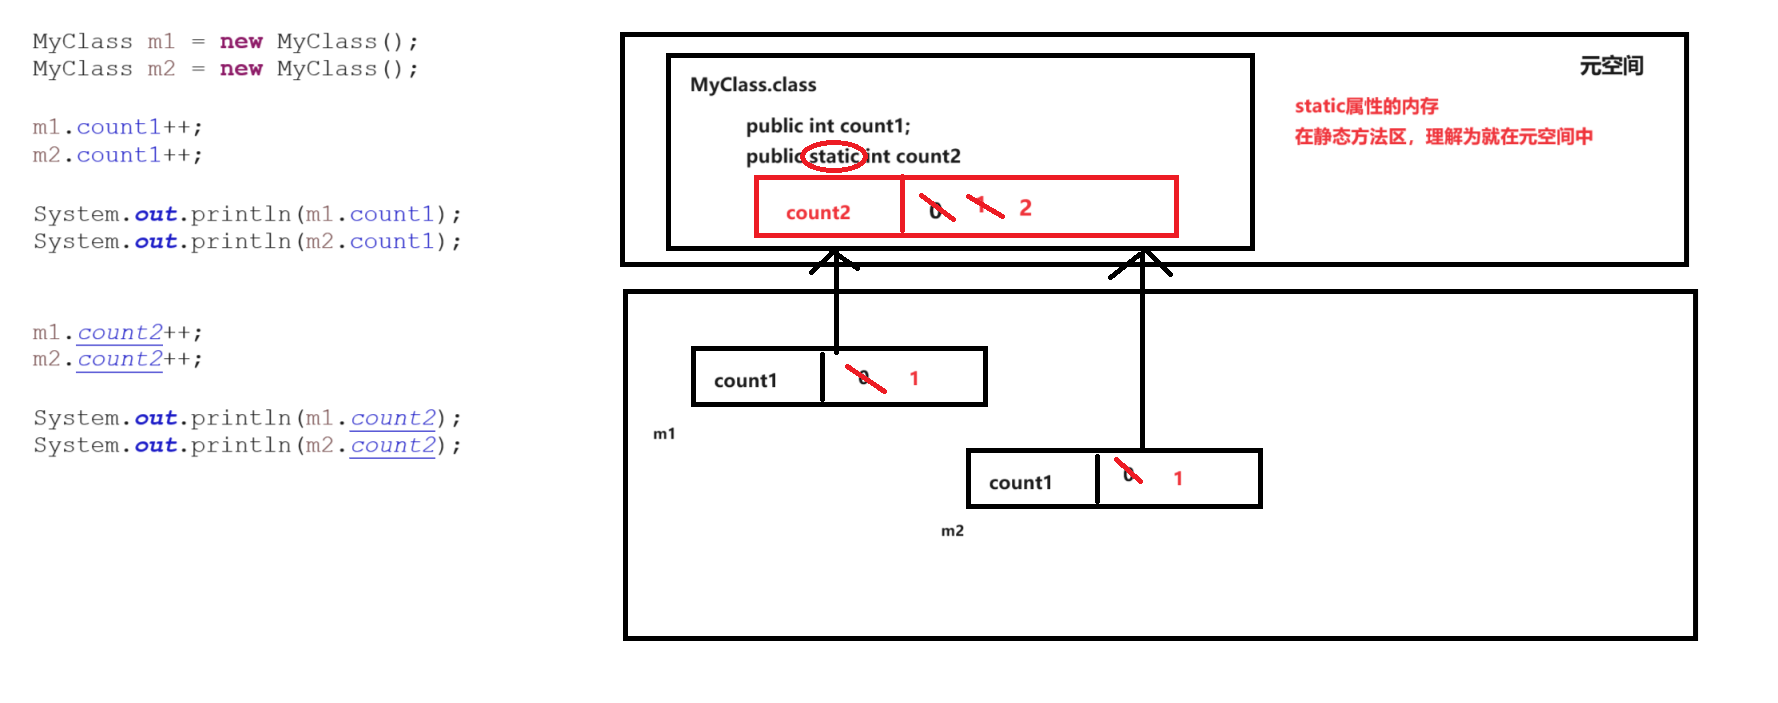 MyClass m1 = new MyClass();
MyClass m2 = new MyClass();
m1.count1++;
m2.count1++;
System.out.println(m1.count1);
System.out.println(m2.count1);
m1.count2++;
m2.count2++;
System.out.println(m1.count2);
System.out.println(m2.count2);
元空间
MyClass.class
public int count1;
public static int count2
count2 0 1 2
static属性的内存
在静态方法区，理解为就在元空间中
count1 0 1
m1
count1 0 1
m2